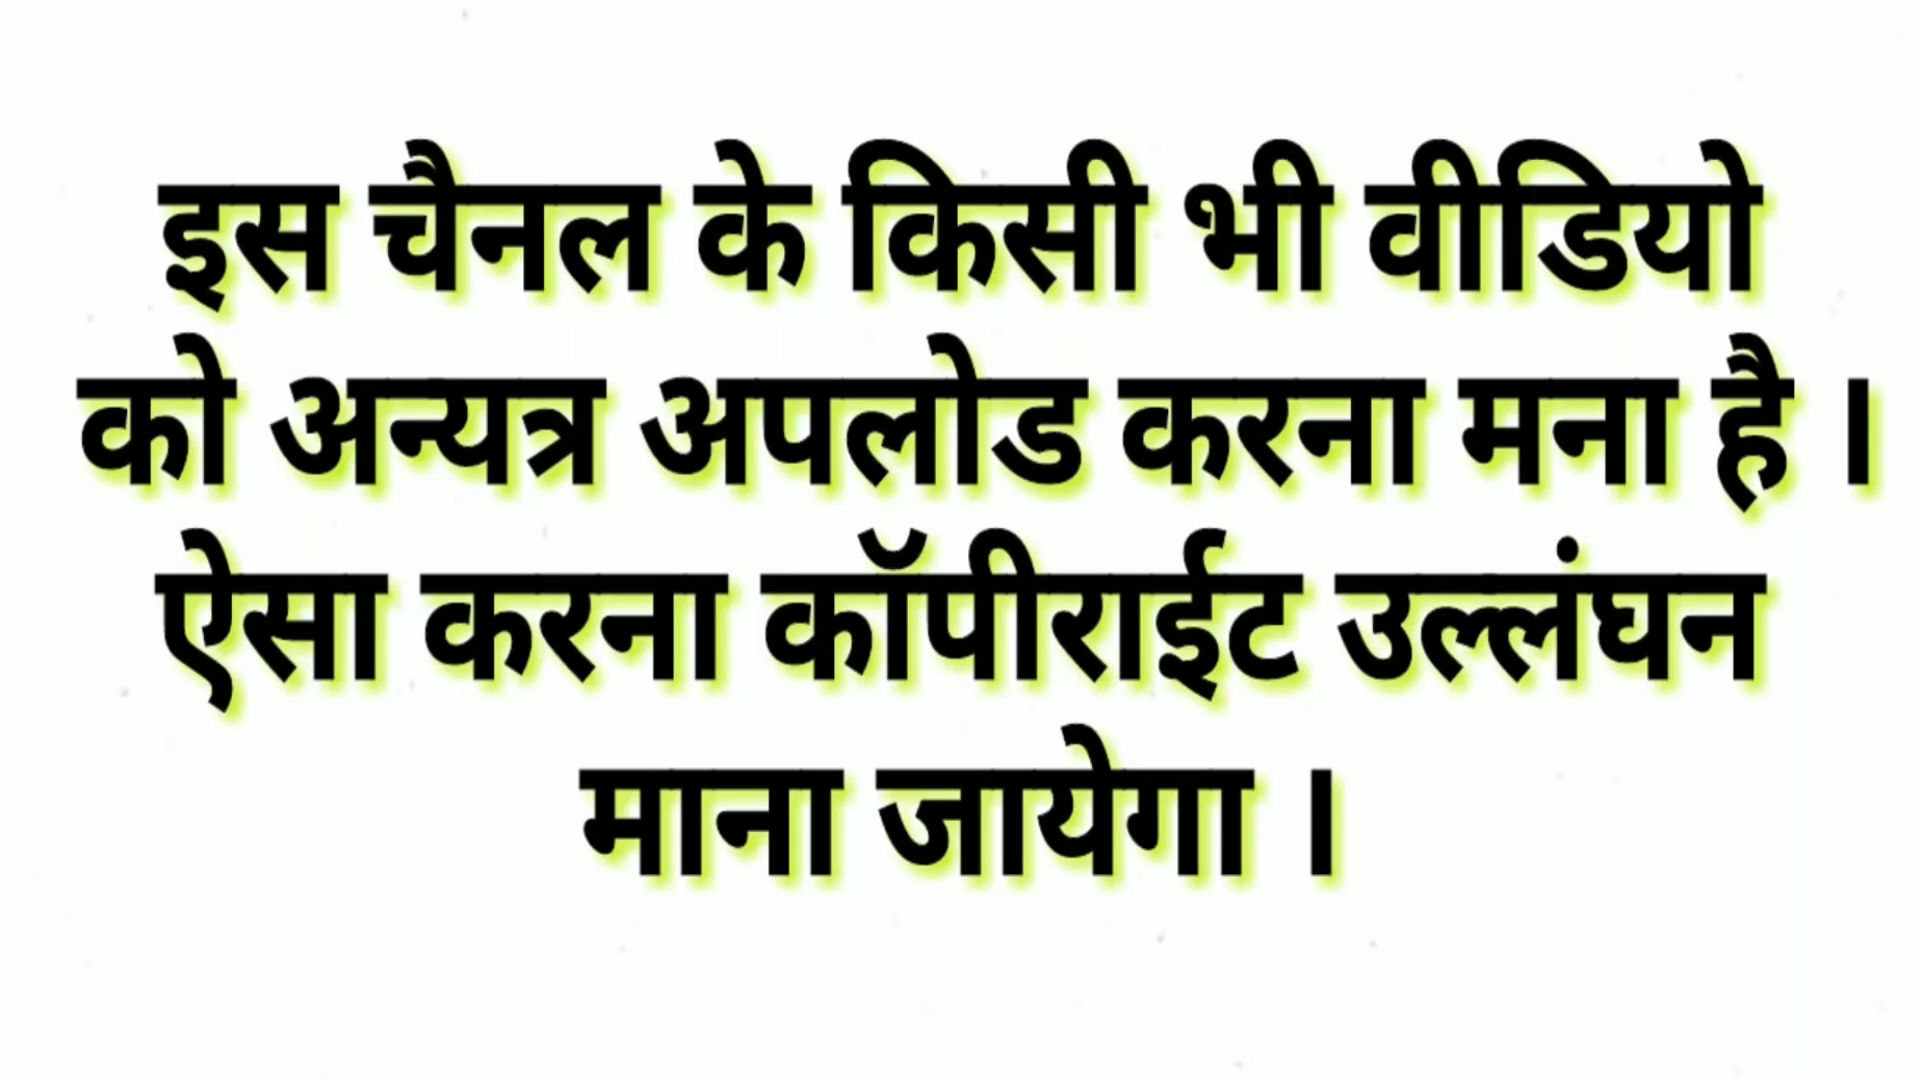 इस चैनल के किसी भी वीडियो
को अन्यत्र अपलोड करना मना है ।
ऐसा करना कॉपीराईट उल्लंघन
माना जायेगा ।